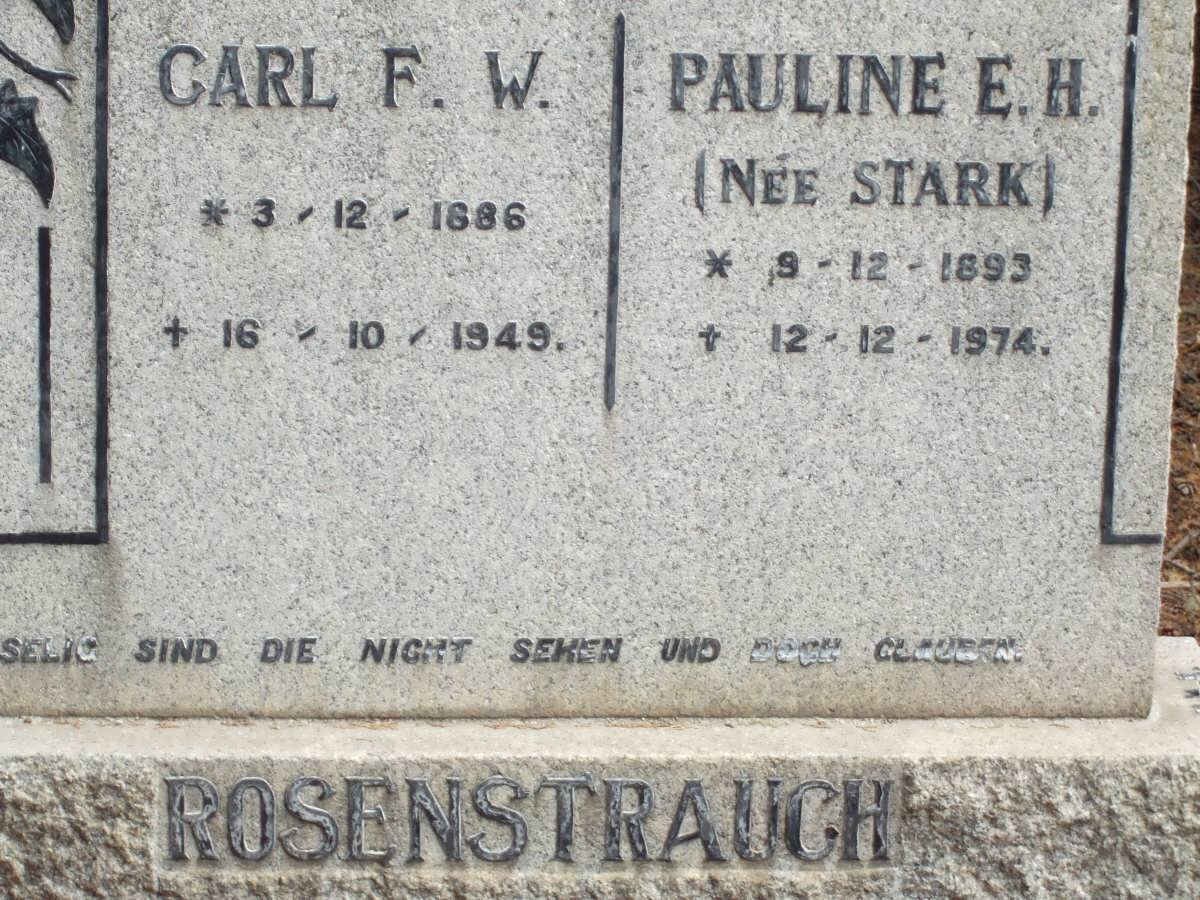 CARL F. W.
* 3 - 12 - 1886
† 16 - 10 - 1949.
PAULINE E. H.
(NÉE STARK)
* 9 - 12 - 1893
† 12 - 12 - 1974.
SELIG SIND DIE NICHT SEHEN UND DOCH GLAUBEN.
ROSENSTRAUCH